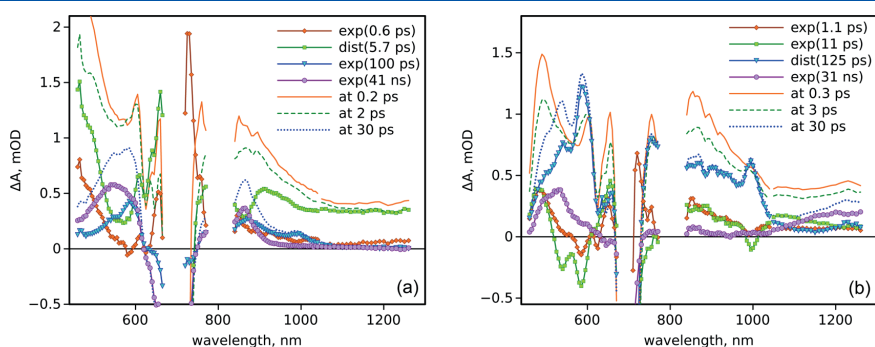 exp(0.6 ps)
dist(5.7 ps)
exp(100 ps)
exp(41 ns)
at 0.2 ps
at 2 ps
at 30 ps
2.0
1.5
1.0
0.5
0
−0.5
ΔA, mOD
600
800
1000
1200
wavelength, nm
(a)
exp(1.1 ps)
exp(11 ps)
dist(125 ps)
exp(31 ns)
at 0.3 ps
at 3 ps
at 30 ps
1.5
1.0
0.5
0
−0.5
ΔA, mOD
600
800
1000
1200
wavelength, nm
(b)